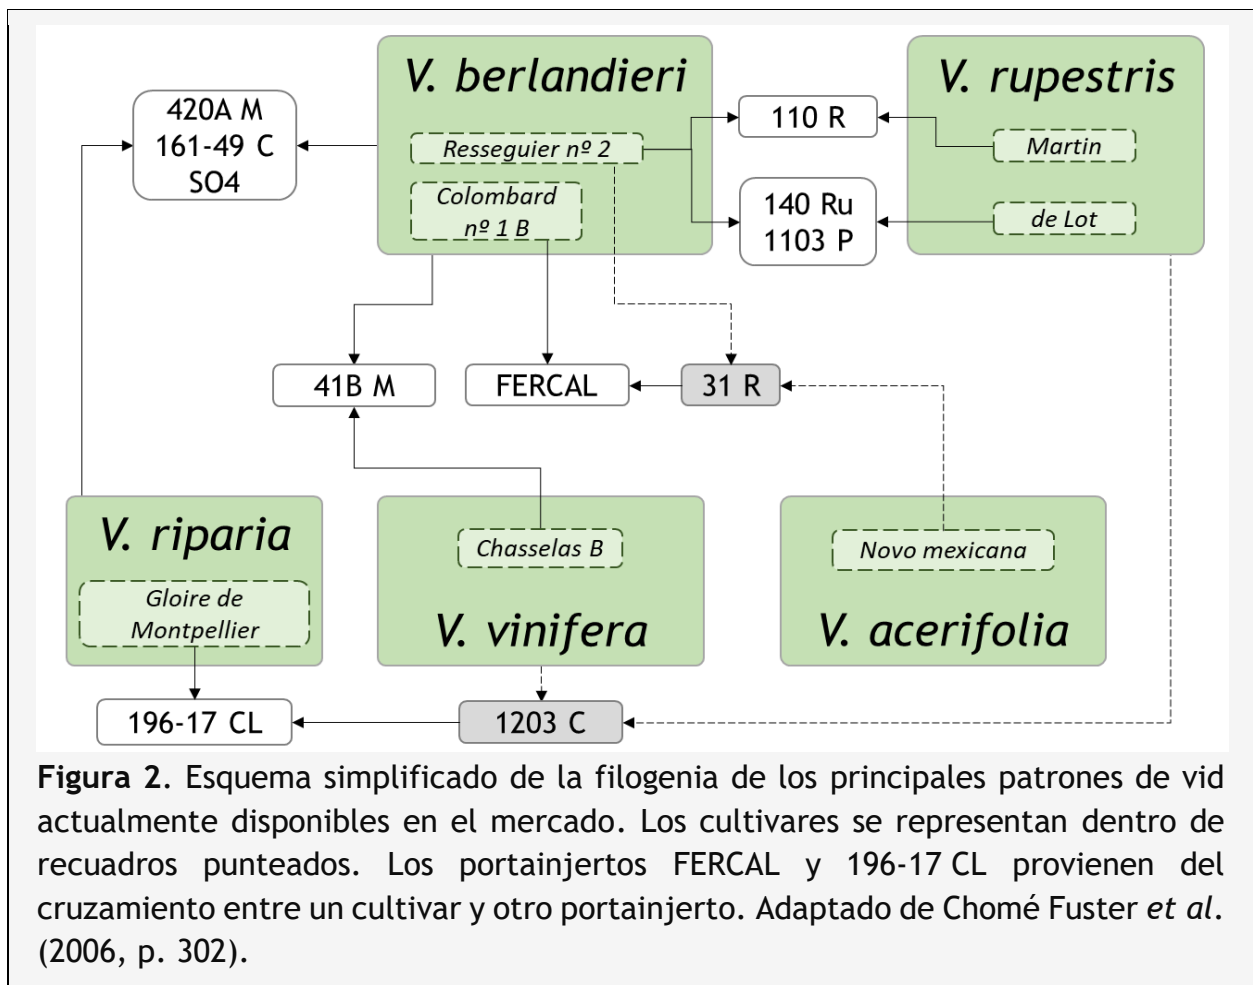 V. berlandieri
V. rupestris
420A M
161-49 C
SO4
110 R
Resseguier nº 2
Martin
Colombard
nº 1 B
140 Ru
1103 P
de Lot
41B M
FERCAL
31 R
V. riparia
Chasselas B
Novo mexicana
Gloire de
Montpellier
V. vinifera
V. acerifolia
196-17 CL
1203 C
Figura 2. Esquema simplificado de la filogenia de los principales patrones de vid
actualmente disponibles en el mercado. Los cultivares se representan dentro de
recuadros punteados. Los portainjertos FERCAL y 196-17 CL provienen del
cruzamiento entre un cultivar y otro portainjerto. Adaptado de Chomé Fuster et al.
(2006, p. 302).